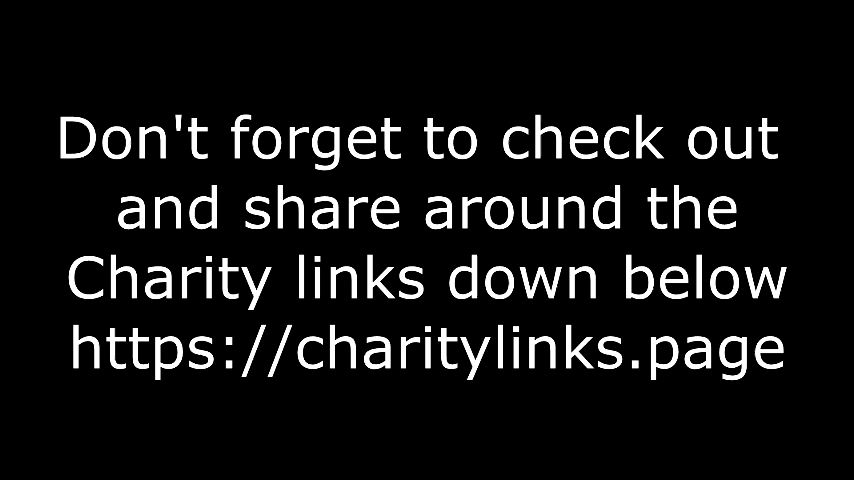 Don't forget to check out
and share around the
Charity links down below
https://charitylinks.page